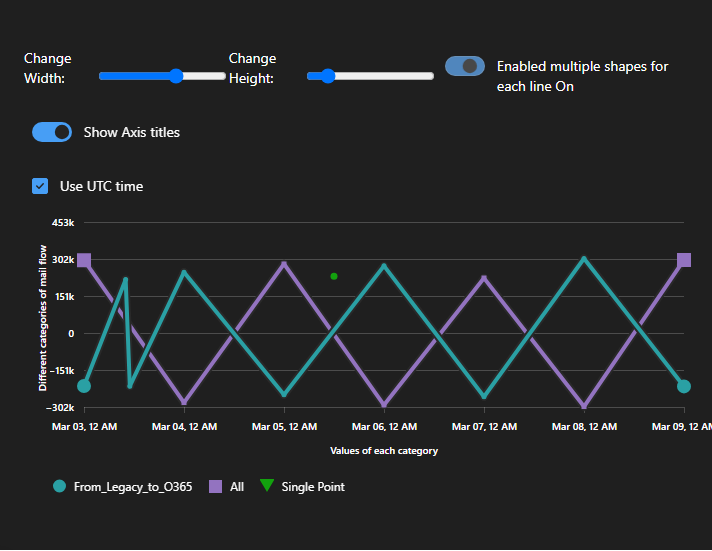 Change Width:
Change Height:
Enabled multiple shapes for each line On
Show Axis titles
Use UTC time
453k
302k
151k
0
-151k
-302k
Different categories of mail flow
Mar 03, 12 AM
Mar 04, 12 AM
Mar 05, 12 AM
Mar 06, 12 AM
Mar 07, 12 AM
Mar 08, 12 AM
Mar 09, 12 AM
Values of each category
From_Legacy_to_O365
All
Single Point